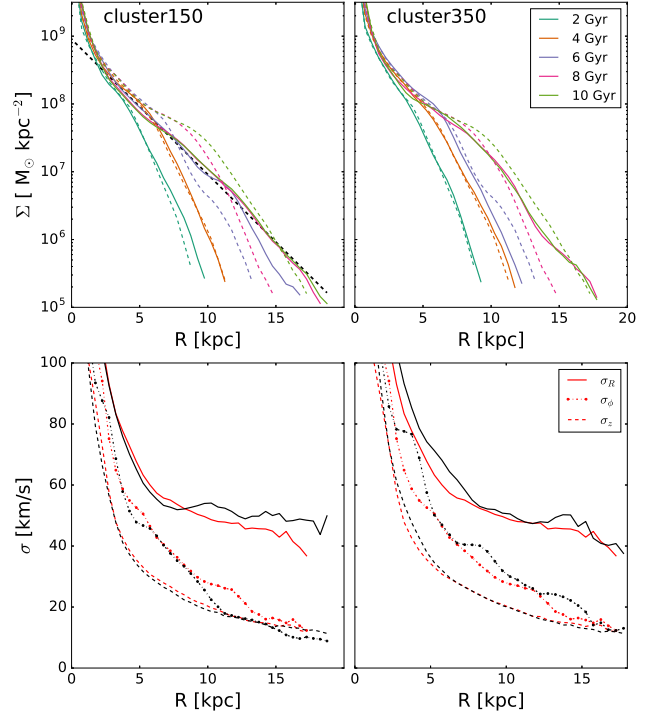 cluster150
cluster350
2 Gyr
4 Gyr
6 Gyr
8 Gyr
10 Gyr
Σ [ M⊙ kpc⁻²]
10⁹
10⁸
10⁷
10⁶
10⁵
0 5 10 15
0 5 10 15 20
R [kpc]
R [kpc]
σ [km/s]
100
80
60
40
20
0
σ_R
σ_ϕ
σ_z
0 5 10 15
5 10 15
R [kpc]
R [kpc]